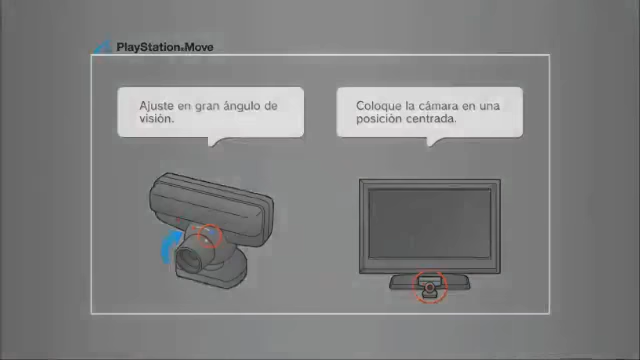 PlayStation®Move
Ajuste en gran ángulo de
visión.
Coloque la cámara en una
posición centrada.